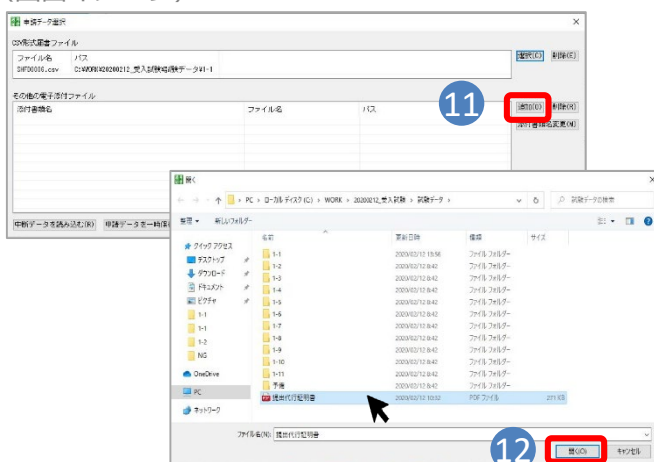 申請データ選択
CSV形式届書ファイル
ファイル名 パス
SHFD0006.csv C:¥WORK¥20200212_受入試験¥試験データ¥1-1
選択(C) 削除(E)
その他の電子添付ファイル
添付書類名 ファイル名 パス
11
追加(D) 削除(R)
添付書類名変更(N)
中断データを読み込む(R) 申請データを一時保
開く
PC › ローカル ディスク (C:) › WORK › 20200212_受入試験 › 試験データ ›
試験データの検索
整理 新しいフォルダー
名前 更新日時 種類 サイズ
クイック アクセス
デスクトップ
ダウンロード
ドキュメント
ピクチャ
1-1
1-1
1-2
NG
OneDrive
PC
ネットワーク
1-1 2020/02/12 ファイル フォルダー
1-2 2020/02/12 8:42 ファイル フォルダー
1-3 2020/02/12 8:42 ファイル フォルダー
1-4 2020/02/12 8:42 ファイル フォルダー
1-5 2020/02/12 8:42 ファイル フォルダー
1-6 2020/02/12 8:42 ファイル フォルダー
1-7 2020/02/12 8:42 ファイル フォルダー
1-8 2020/02/12 8:42 ファイル フォルダー
1-9 2020/02/12 8:42 ファイル フォルダー
1-10 2020/02/12 8:42 ファイル フォルダー
1-11 2020/02/12 8:42 ファイル フォルダー
予備 2020/02/12 8:42 ファイル フォルダー
提出代行証明書 2020/02/12 PDF ファイル KB
ファイル名(N): 提出代行証明書
12
開く(O) キャンセル